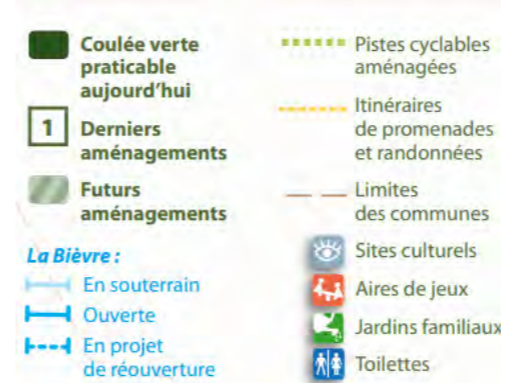 Coulée verte
praticable
aujourd'hui
1 Derniers
aménagements
Futurs
aménagements
La Bièvre :
En souterrain
Ouverte
En projet
de réouverture
Pistes cyclables
aménagées
Itinéraires
de promenades
et randonnées
Limites
des communes
Sites culturels
Aires de jeux
Jardins familiaux
Toilettes